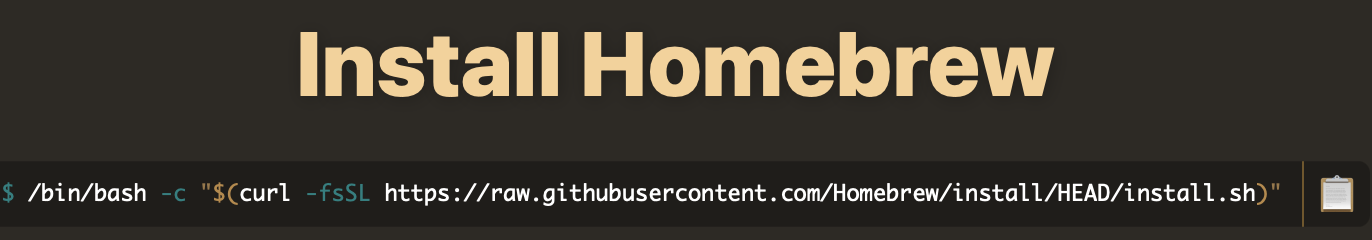 Install Homebrew
$ /bin/bash -c "$(curl -fsSL https://raw.githubusercontent.com/Homebrew/install/HEAD/install.sh)"